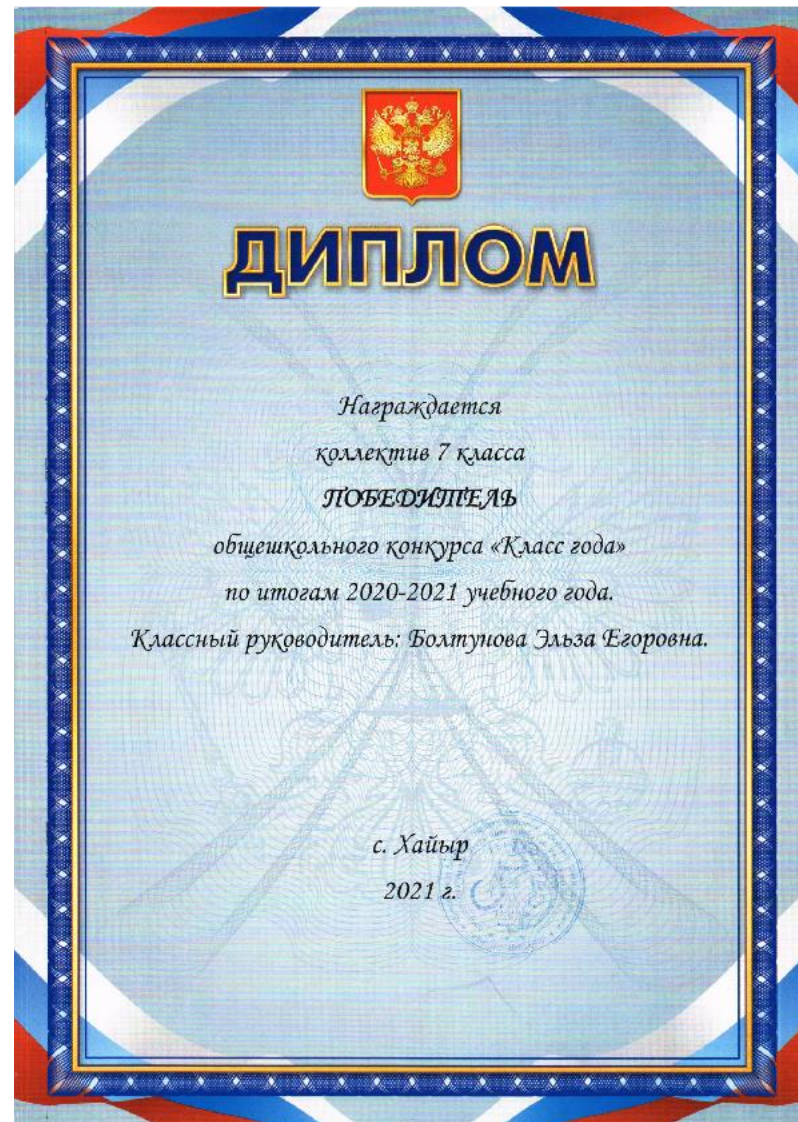 ДИПЛОМ
Награждается
коллектив 7 класса
ПОБЕДИТЕЛЬ
общешкольного конкурса «Класс года»
по итогам 2020-2021 учебного года.
Классный руководитель: Болтунова Эльза Егоровна.
с. Хайыр
2021 г.